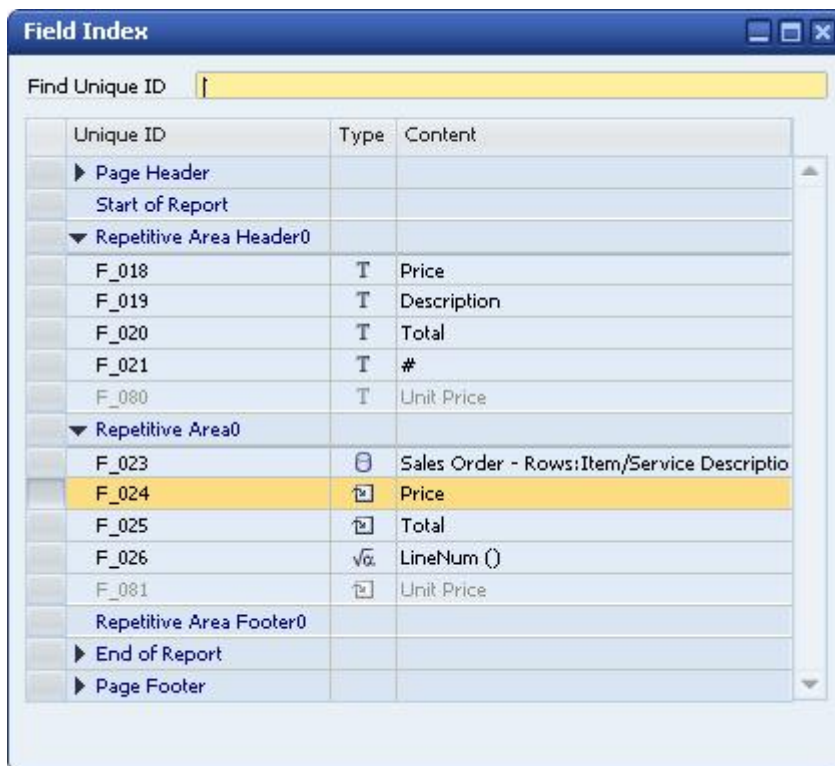 Field Index
Find Unique ID
Unique ID Type Content
Page Header
Start of Report
Repetitive Area Header0
F_018 T Price
F_019 T Description
F_020 T Total
F_021 T #
F_080 T Unit Price
Repetitive Area0
F_023 Sales Order - Rows:Item/Service Descriptio
F_024 Price
F_025 Total
F_026 √α LineNum ()
F_081 Unit Price
Repetitive Area Footer0
End of Report
Page Footer